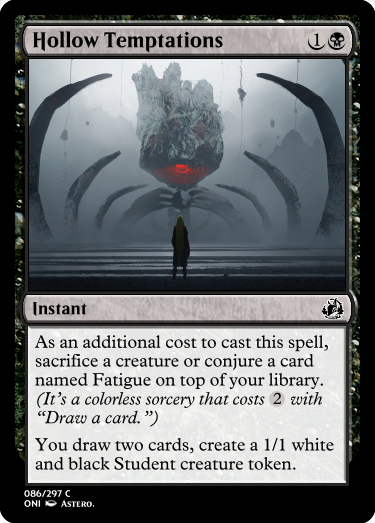 Hollow Temptations 1
Instant
As an additional cost to cast this spell,
sacrifice a creature or conjure a card
named Fatigue on top of your library.
(It's a colorless sorcery that costs 2 with
“Draw a card.”)
You draw two cards, create a 1/1 white
and black Student creature token.
086/297 C
ONI ASTERO.